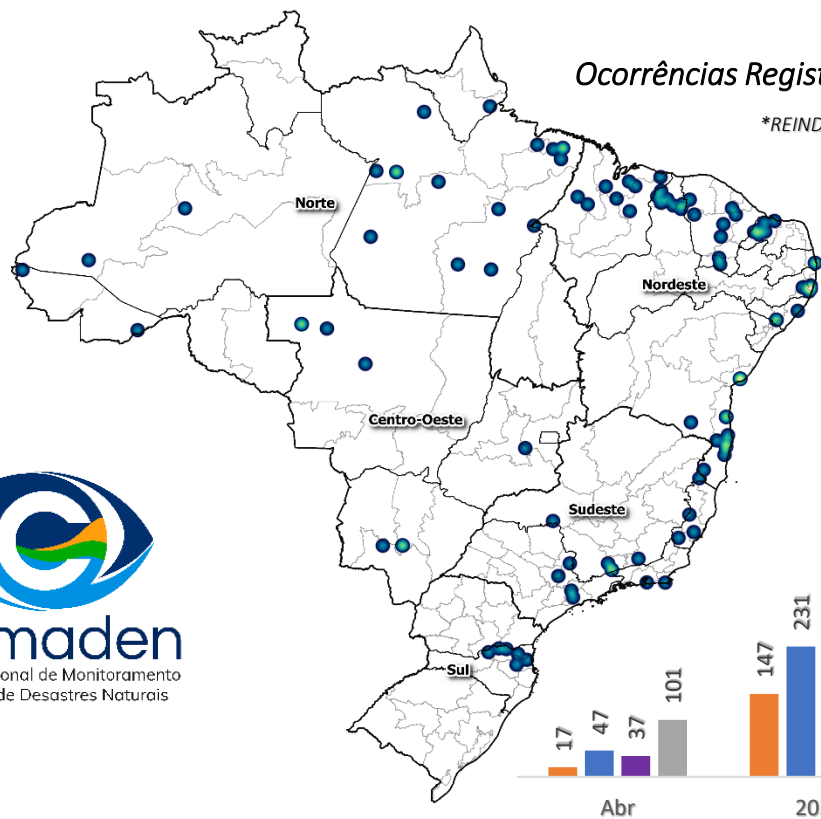 Ocorrências Regist
*REIND
Norte
Nordeste
Centro-Oeste
Sudeste
Sul
maden
onal de Monitoramento
de Desastres Naturais
17
47
37
101
147
231
Abr
20